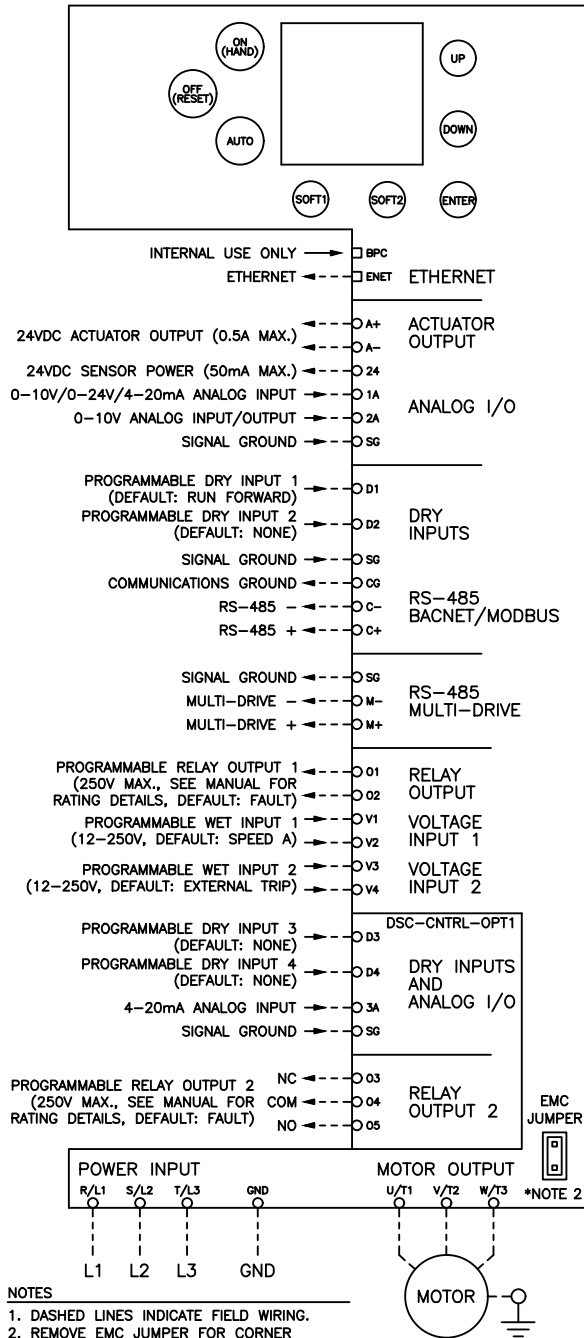 ON
(HAND)
OFF
(RESET)
AUTO
UP
DOWN
SOFT1 SOFT2 ENTER
INTERNAL USE ONLY BPC
ETHERNET ENET ETHERNET
24VDC ACTUATOR OUTPUT (0.5A MAX.)
A+
A-
ACTUATOR
OUTPUT
24VDC SENSOR POWER (50mA MAX.) 24
0-10V/0-24V/4-20mA ANALOG INPUT 1A
0-10V ANALOG INPUT/OUTPUT 2A
SIGNAL GROUND SG
ANALOG I/O
PROGRAMMABLE DRY INPUT 1
(DEFAULT: RUN FORWARD)
D1
PROGRAMMABLE DRY INPUT 2
(DEFAULT: NONE)
D2
DRY
INPUTS
SIGNAL GROUND SG
COMMUNICATIONS GROUND CG
RS-485 - C-
RS-485 + C+
RS-485
BACNET/MODBUS
SIGNAL GROUND SG
MULTI-DRIVE - M-
MULTI-DRIVE + M+
RS-485
MULTI-DRIVE
PROGRAMMABLE RELAY OUTPUT 1
(250V MAX., SEE MANUAL FOR
RATING DETAILS, DEFAULT: FAULT)
O1
O2
RELAY
OUTPUT
PROGRAMMABLE WET INPUT 1
(12-250V, DEFAULT: SPEED A)
V1
V2
VOLTAGE
INPUT 1
PROGRAMMABLE WET INPUT 2
(12-250V, DEFAULT: EXTERNAL TRIP)
V3
V4
VOLTAGE
INPUT 2
DSC-CNTRL-OPT1
PROGRAMMABLE DRY INPUT 3
(DEFAULT: NONE)
D3
PROGRAMMABLE DRY INPUT 4
(DEFAULT: NONE)
D4
4-20mA ANALOG INPUT 3A
SIGNAL GROUND SG
DRY INPUTS
AND
ANALOG I/O
PROGRAMMABLE RELAY OUTPUT 2
(250V MAX., SEE MANUAL FOR
RATING DETAILS, DEFAULT: FAULT)
NC O3
COM O4
NO O5
RELAY
OUTPUT 2
EMC
JUMPER
*NOTE 2
POWER INPUT MOTOR OUTPUT
R/L1 S/L2 T/L3 GND U/T1 V/T2 W/T3
L1 L2 L3 GND
MOTOR
NOTES
1. DASHED LINES INDICATE FIELD WIRING.
2. REMOVE EMC JUMPER FOR CORNER